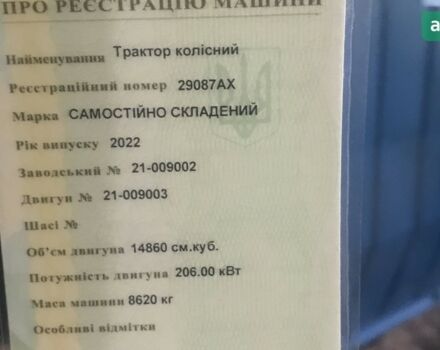 ПРО РЕЄСТРАЦІЮ МАШИНИ
Найменування Трактор колісний
Реєстраційний номер 29087АХ
Марка САМОСТІЙНО СКЛАДЕНИЙ
Рік випуску 2022
Заводський № 21-009002
Двигун № 21-009003
Шасі №
Об'єм двигуна 14860 см.куб.
Потужність двигуна 206.00 кВт
Маса машини 8620 кг
Особливі відмітки